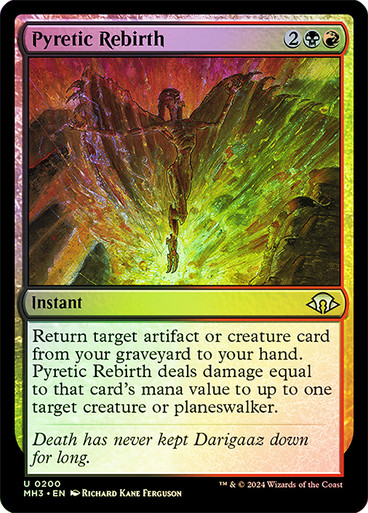 Pyretic Rebirth 2
Instant
Return target artifact or creature card
from your graveyard to your hand.
Pyretic Rebirth deals damage equal
to that card's mana value to up to one
target creature or planeswalker.
Death has never kept Darigaaz down
for long.
U 0200
MH3 • EN Richard Kane Ferguson
™ & © 2024 Wizards of the Coast